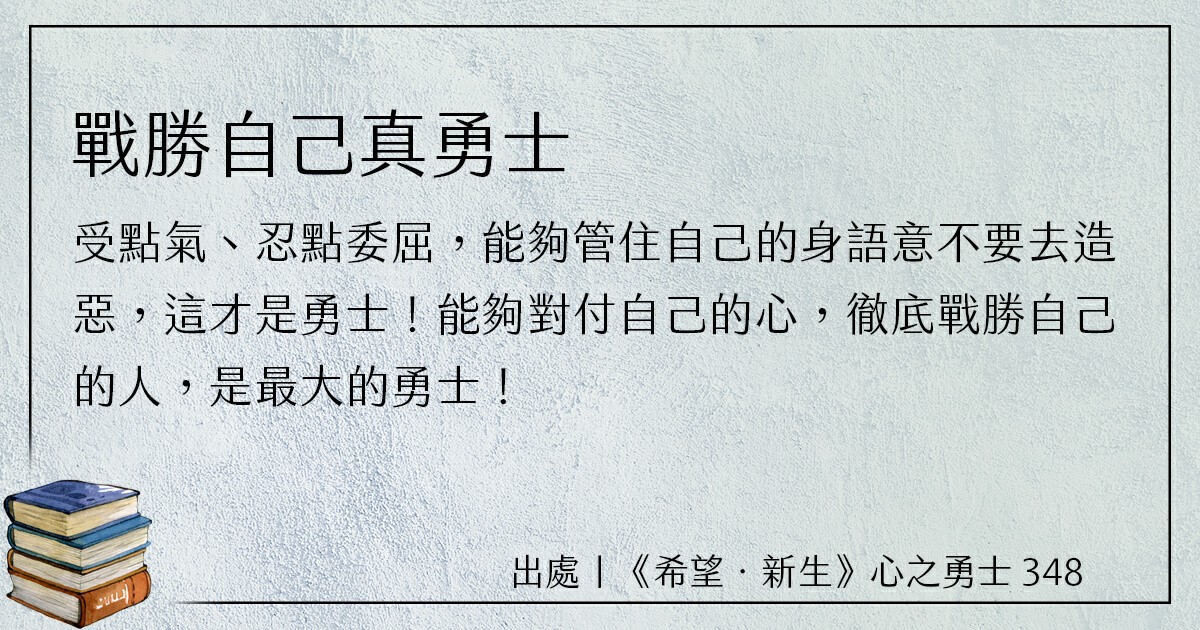 戰勝自己真勇士
受點氣、忍點委屈，能夠管住自己的身語意不要去造
惡，這才是勇士！能夠對付自己的心，徹底戰勝自己
的人，是最大的勇士！
出處丨《希望．新生》心之勇士 348